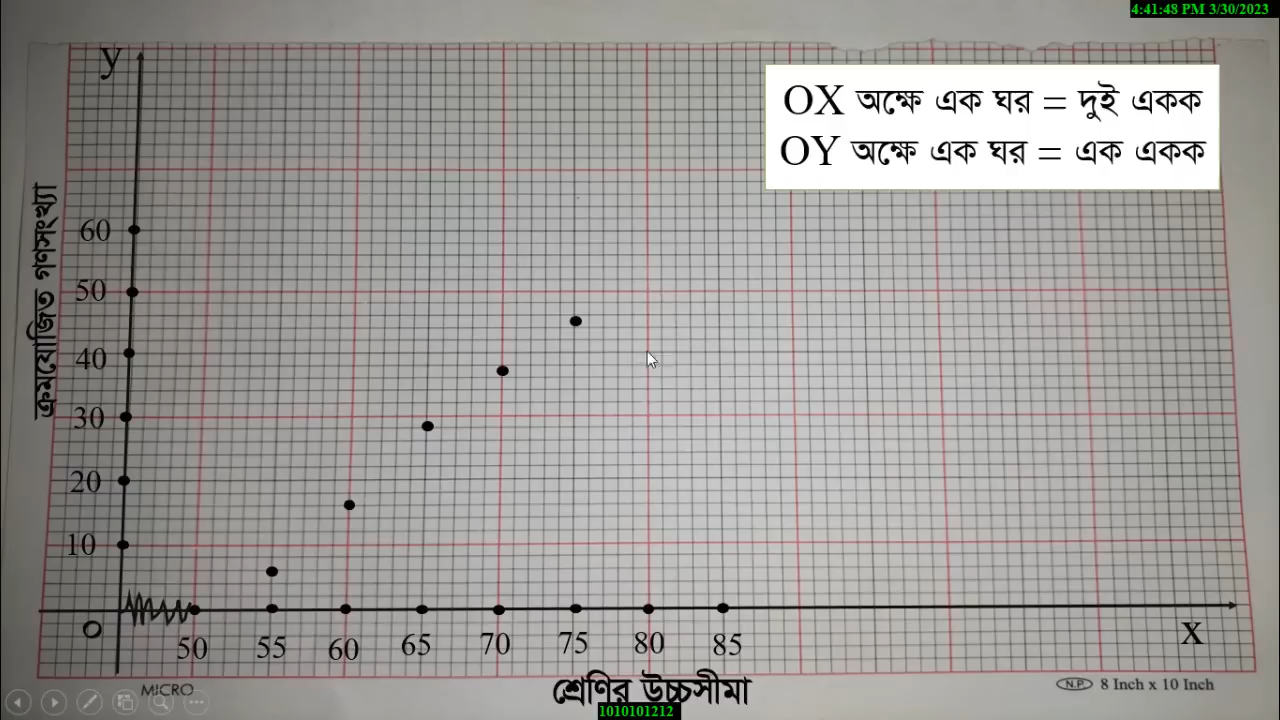 4:41:48 PM 3/30/2023
y
OX অক্ষে এক ঘর = দুই একক
OY অক্ষে এক ঘর = এক একক
ক্রমযোজিত গণসংখ্যা
60
50
40
30
20
10
O
50 55 60 65 70 75 80 85
X
শ্রেণির উচ্চসীমা
MICRO
N.P 8 Inch x 10 Inch
1010101212